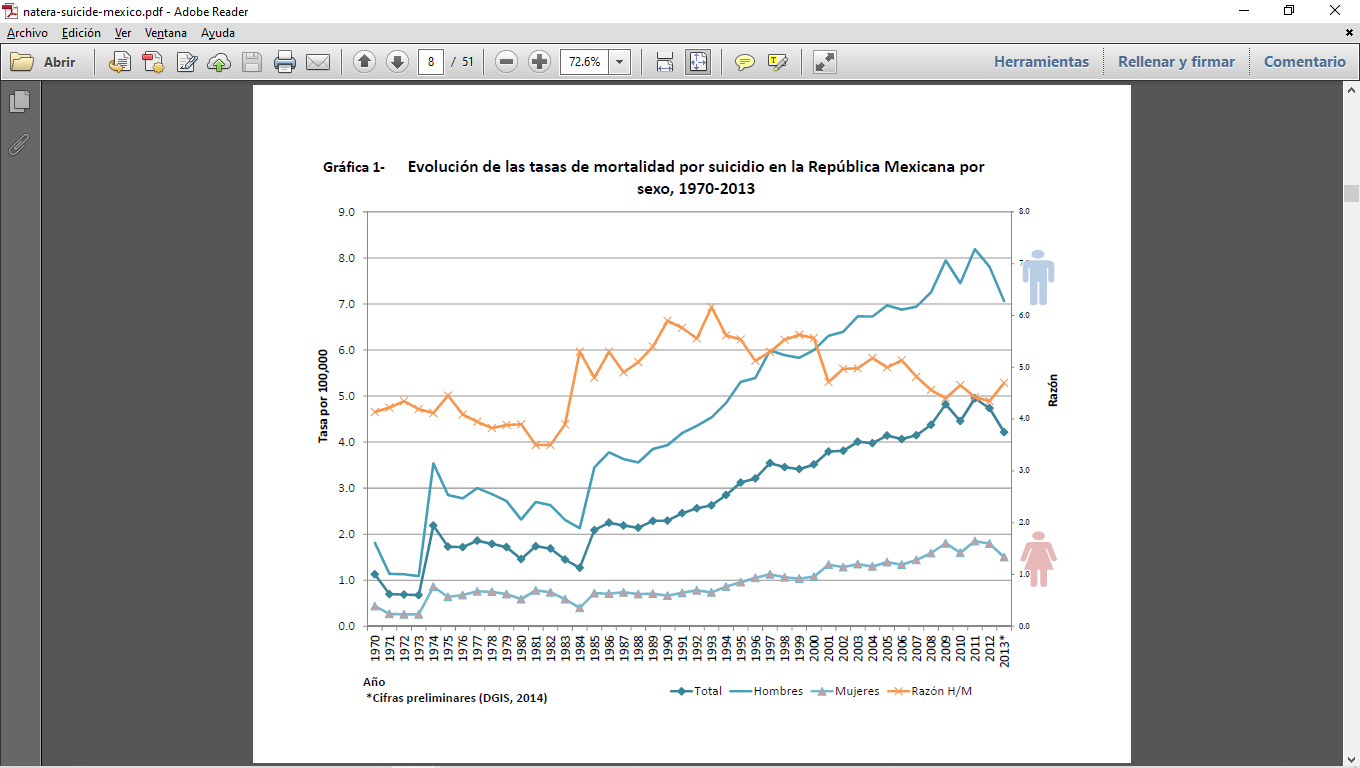 natera-suicide-mexico.pdf - Adobe Reader
Archivo Edición Ver Ventana Ayuda
Abrir 8 / 51 72.6% Herramientas Rellenar y firmar Comentario
Gráfica 1- Evolución de las tasas de mortalidad por suicidio en la República Mexicana por
sexo, 1970-2013
9.0
8.0
7.0
6.0
5.0
4.0
3.0
2.0
1.0
0.0
Tasa por 100,000
8.0
6.0
5.0
4.0
3.0
2.0
1.0
0.0
Razón
1970 1971 1972 1973 1974 1975 1976 1977 1978 1979 1980 1981 1982 1983 1984 1985 1986 1987 1988 1989 1990 1991 1992 1993 1994 1995 1996 1997 1998 1999 2000 2001 2002 2003 2004 2005 2006 2007 2008 2009 2010 2011 2012 2013*
Año
*Cifras preliminares (DGIS, 2014)
Total Hombres Mujeres Razón H/M